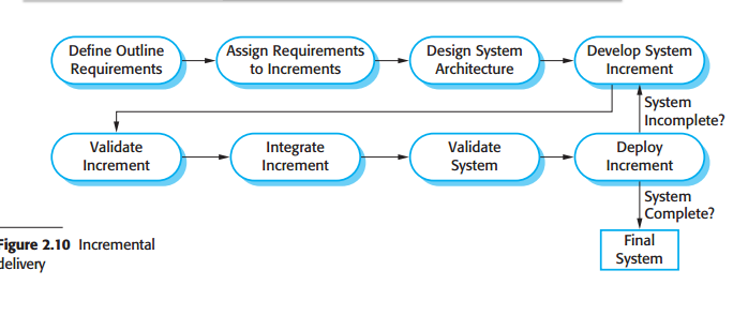 Define Outline
Requirements
Assign Requirements
to Increments
Design System
Architecture
Develop System
Increment
System
Incomplete?
Validate
Increment
Integrate
Increment
Validate
System
Deploy
Increment
System
Complete?
Figure 2.10 Incremental
delivery
Final
System